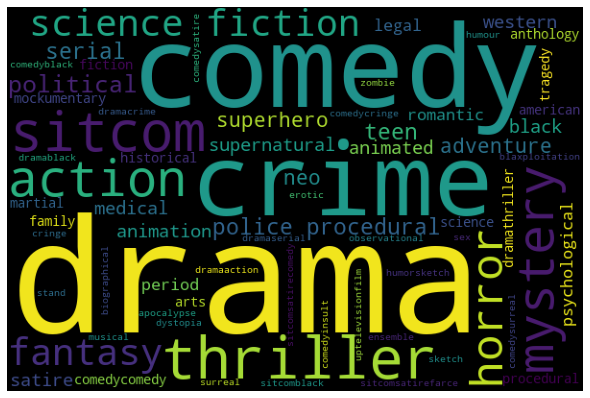 science fiction
legal
western
humour
anthology
comedysatire
serial
comedy
comedyblack
fiction
political
zombie
tragedy
mockumentary
dramacrime
comedycringe
romantic
american
superhero
sitcom
teen
black
supernatural
animated
adventure
dramablack
historical
blaxploitation
action
crime
neo
martial
medical
erotic
family
police procedural
science
dramathriller
mystery
psychological
cringe
animation
dramaserial
observational
sex
drama
horror
biographical
dramaaction
sitcomsatirecomedy
humorsketch
period
stand
arts
comedyinsult
uptelevisionfilm
apocalypse
dystopia
musical
ensemble
comedysurreal
fantasy
thriller
sketch
satire
comedycomedy
surreal
sitcomblack
sitcomsatirefarce
procedural